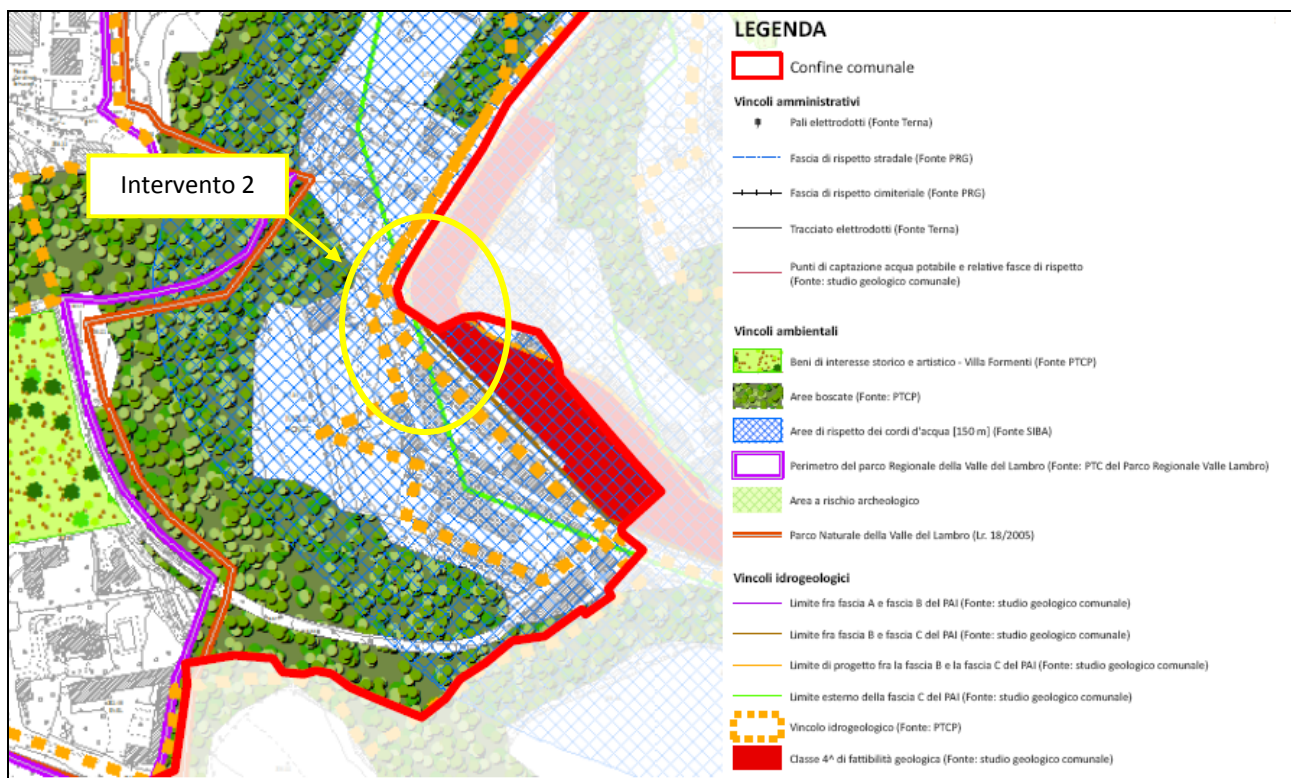 Intervento 2
LEGENDA
Confine comunale
Vincoli amministrativi
Pali elettrodotti (Fonte Terna)
Fascia di rispetto stradale (Fonte PRG)
Fascia di rispetto cimiteriale (Fonte PRG)
Tracciato elettrodotti (Fonte Terna)
Punti di captazione acqua potabile e relative fasce di rispetto
(Fonte: studio geologico comunale)
Vincoli ambientali
Beni di interesse storico e artistico - Villa Formenti (Fonte PTCP)
Aree boscate (Fonte: PTCP)
Aree di rispetto dei cordi d'acqua [150 m] (Fonte SIBA)
Perimetro del parco Regionale della Valle del Lambro (Fonte: PTC del Parco Regionale Valle Lambro)
Area a rischio archeologico
Parco Naturale della Valle del Lambro (Lr. 18/2005)
Vincoli idrogeologici
Limite fra fascia A e fascia B del PAI (Fonte: studio geologico comunale)
Limite fra fascia B e fascia C del PAI (Fonte: studio geologico comunale)
Limite di progetto fra la fascia B e la fascia C del PAI (Fonte: studio geologico comunale)
Limite esterno della fascia C del PAI (Fonte: studio geologico comunale)
Vincolo idrogeologico (Fonte: PTCP)
Classe 4^ di fattibilità geologica (Fonte: studio geologico comunale)